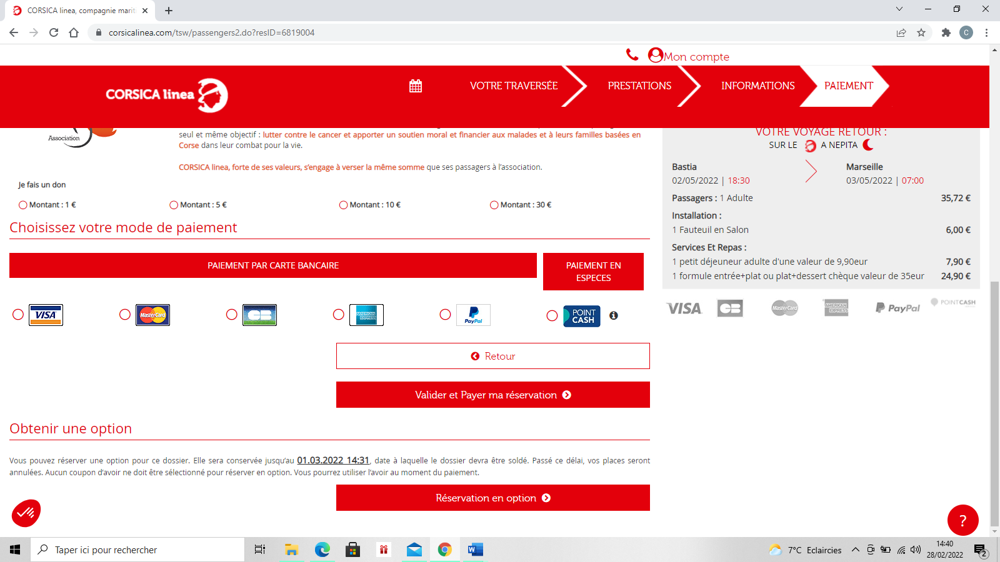 CORSICA linea, compagnie marit
corsicalinea.com/tsw/passengers2.do?resID=6819004
C
Mon compte
CORSICA linea
VOTRE TRAVERSÉE
PRESTATIONS
INFORMATIONS
PAIEMENT
Association
seul et même objectif : lutter contre le cancer et apporter un soutien moral et financier aux malades et à leurs familles basées en
Corse dans leur combat pour la vie.
CORSICA linea, forte de ses valeurs, s'engage à verser la même somme que ses passagers à l'association.
Je fais un don
Montant : 1 €
Montant : 5 €
Montant : 10 €
Montant : 30 €
Choisissez votre mode de paiement
PAIEMENT PAR CARTE BANCAIRE
PAIEMENT EN
ESPECES
VISA
MasterCard
CB
AMERICAN EXPRESS
PayPal
POINT
CASH
Retour
Valider et Payer ma réservation
Obtenir une option
Vous pouvez réserver une option pour ce dossier. Elle sera conservée jusqu'au 01.03.2022 14:31, date à laquelle le dossier devra être soldé. Passé ce délai, vos places seront
annulées. Aucun coupon d'avoir ne doit être sélectionné pour réserver en option. Vous pourrez utiliser l'avoir au moment du paiement.
Réservation en option
VOTRE VOYAGE RETOUR :
SUR LE A NEPITA
Bastia
02/05/2022 | 18:30
Marseille
03/05/2022 | 07:00
Passagers : 1 Adulte 35,72 €
Installation :
1 Fauteuil en Salon 6,00 €
Services Et Repas :
1 petit déjeuneur adulte d'une valeur de 9,90eur 7,90 €
1 formule entrée+plat ou plat+dessert chèque valeur de 35eur 24,90 €
VISA
CB
MasterCard
AMERICAN EXPRESS
PayPal
POINTCASH
?
Taper ici pour rechercher
W
7°C Eclaircies
14:40
28/02/2022
2